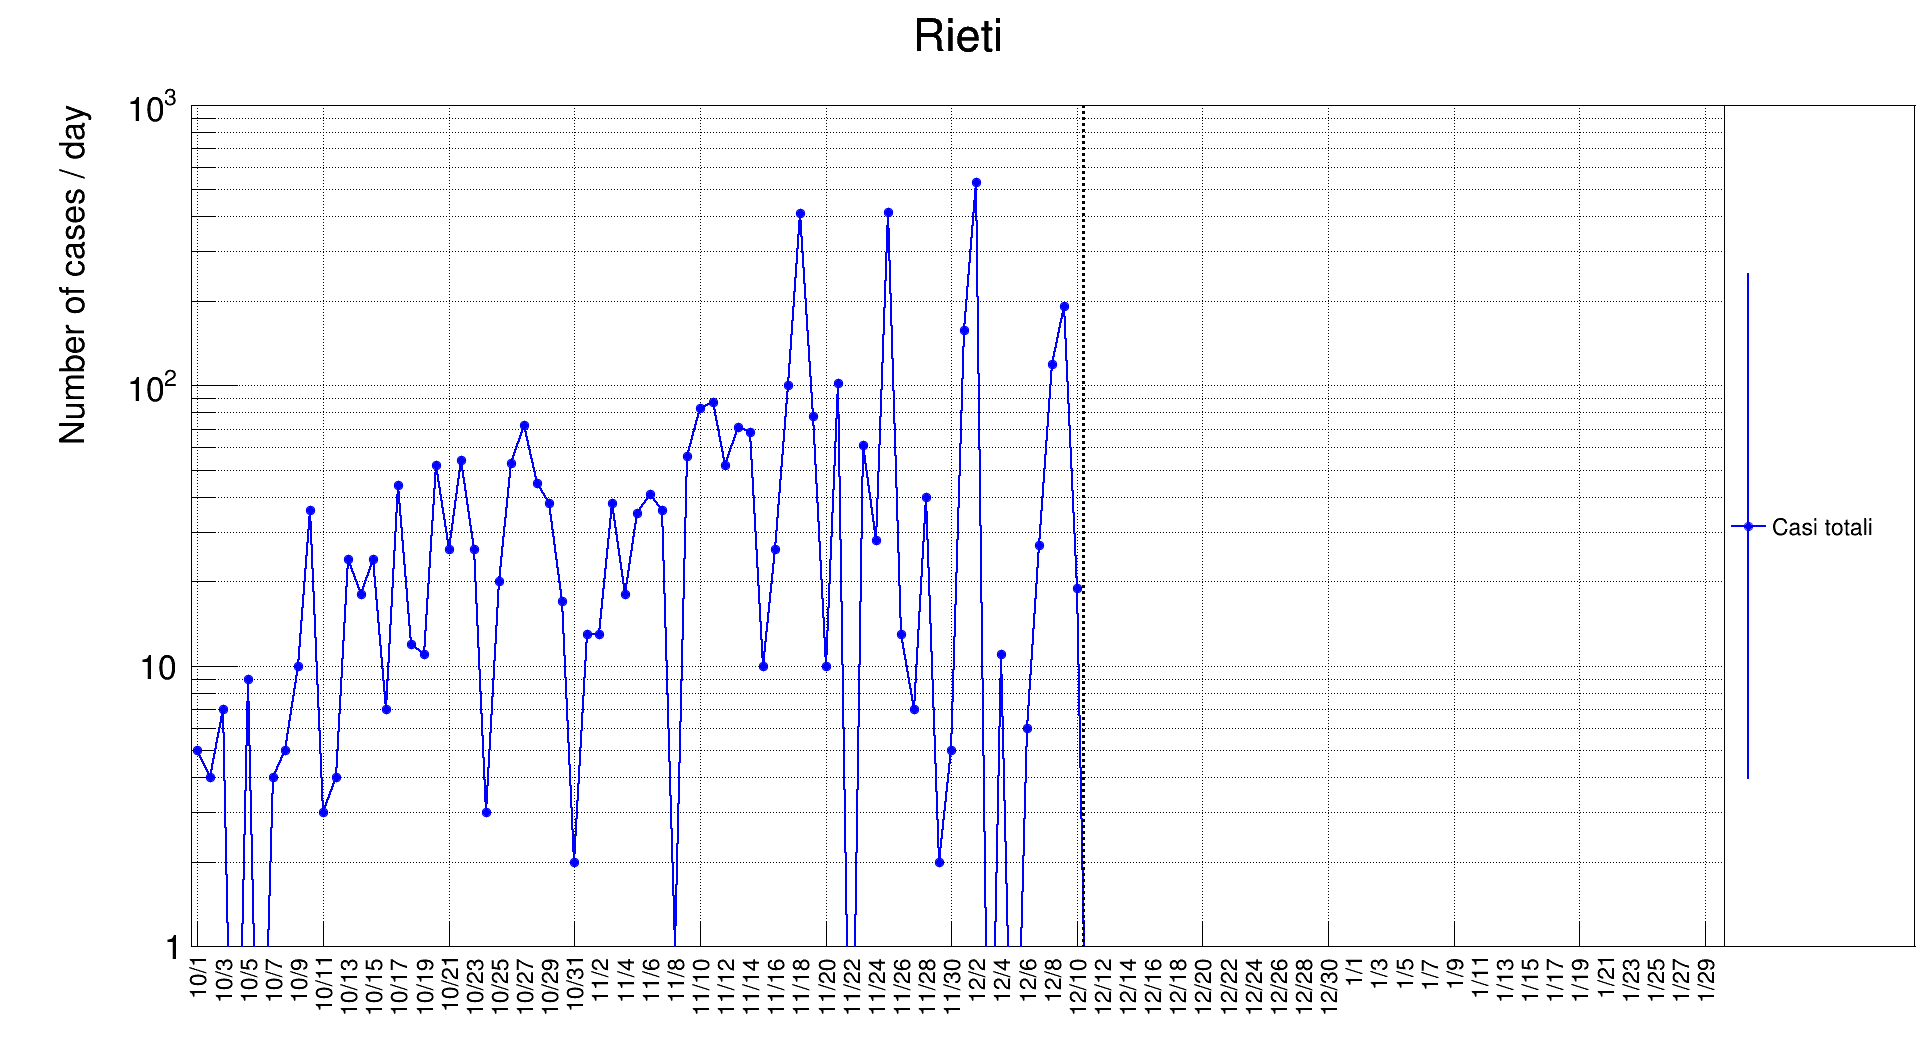 Rieti
Number of cases / day
10³
10²
10
1
10/1 10/3 10/5 10/7 10/9 10/11 10/13 10/15 10/17 10/19 10/21 10/23 10/25 10/27 10/29 10/31 11/2 11/4 11/6 11/8 11/10 11/12 11/14 11/16 11/18 11/20 11/22 11/24 11/26 11/28 11/30 12/2 12/4 12/6 12/8 12/10 12/12 12/14 12/16 12/18 12/20 12/22 12/24 12/26 12/28 12/30 1/1 1/3 1/5 1/7 1/9 1/11 1/13 1/15 1/17 1/19 1/21 1/23 1/25 1/27 1/29
Casi totali